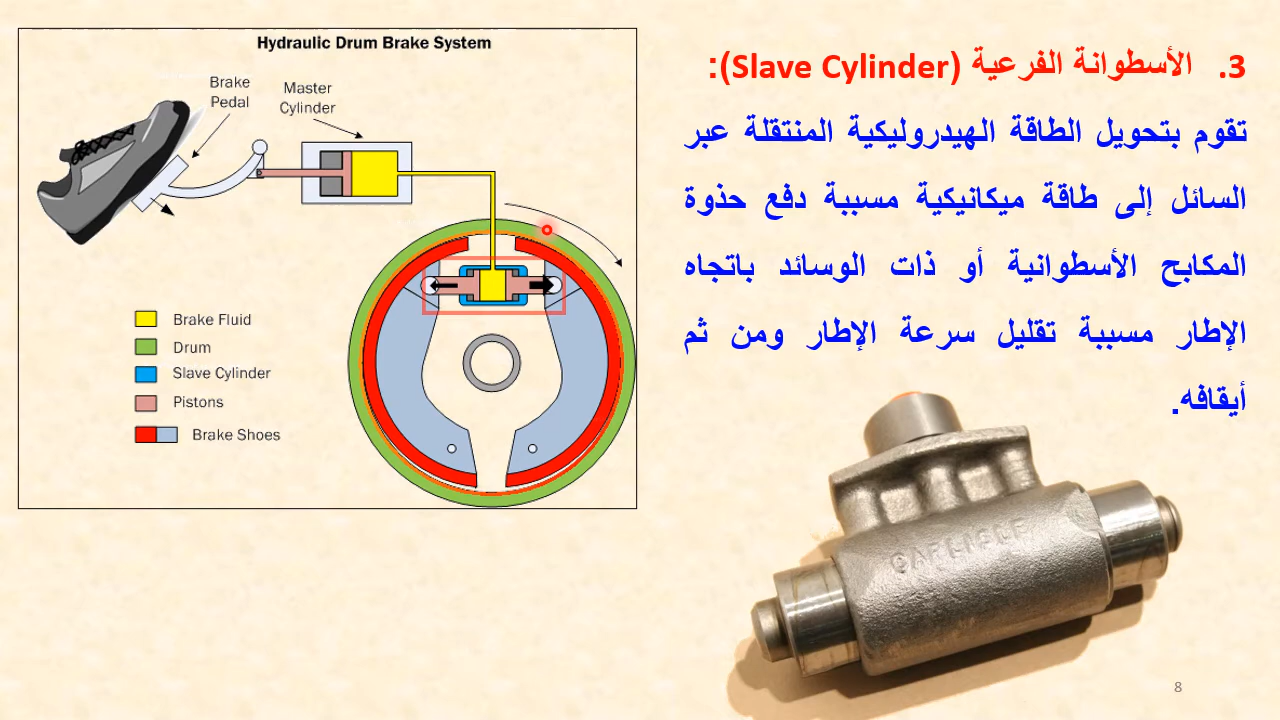 Hydraulic Drum Brake System
Brake
Pedal
Master
Cylinder
Brake Fluid
Drum
Slave Cylinder
Pistons
Brake Shoes
3. الأسطوانة الفرعية (Slave Cylinder):
تقوم بتحويل الطاقة الهيدروليكية المنتقلة عبر
السائل إلى طاقة ميكانيكية مسببة دفع حذوة
المكابح الأسطوانية أو ذات الوسائد باتجاه
الإطار مسببة تقليل سرعة الإطار ومن ثم
أيقافه.
CARLISLE
8